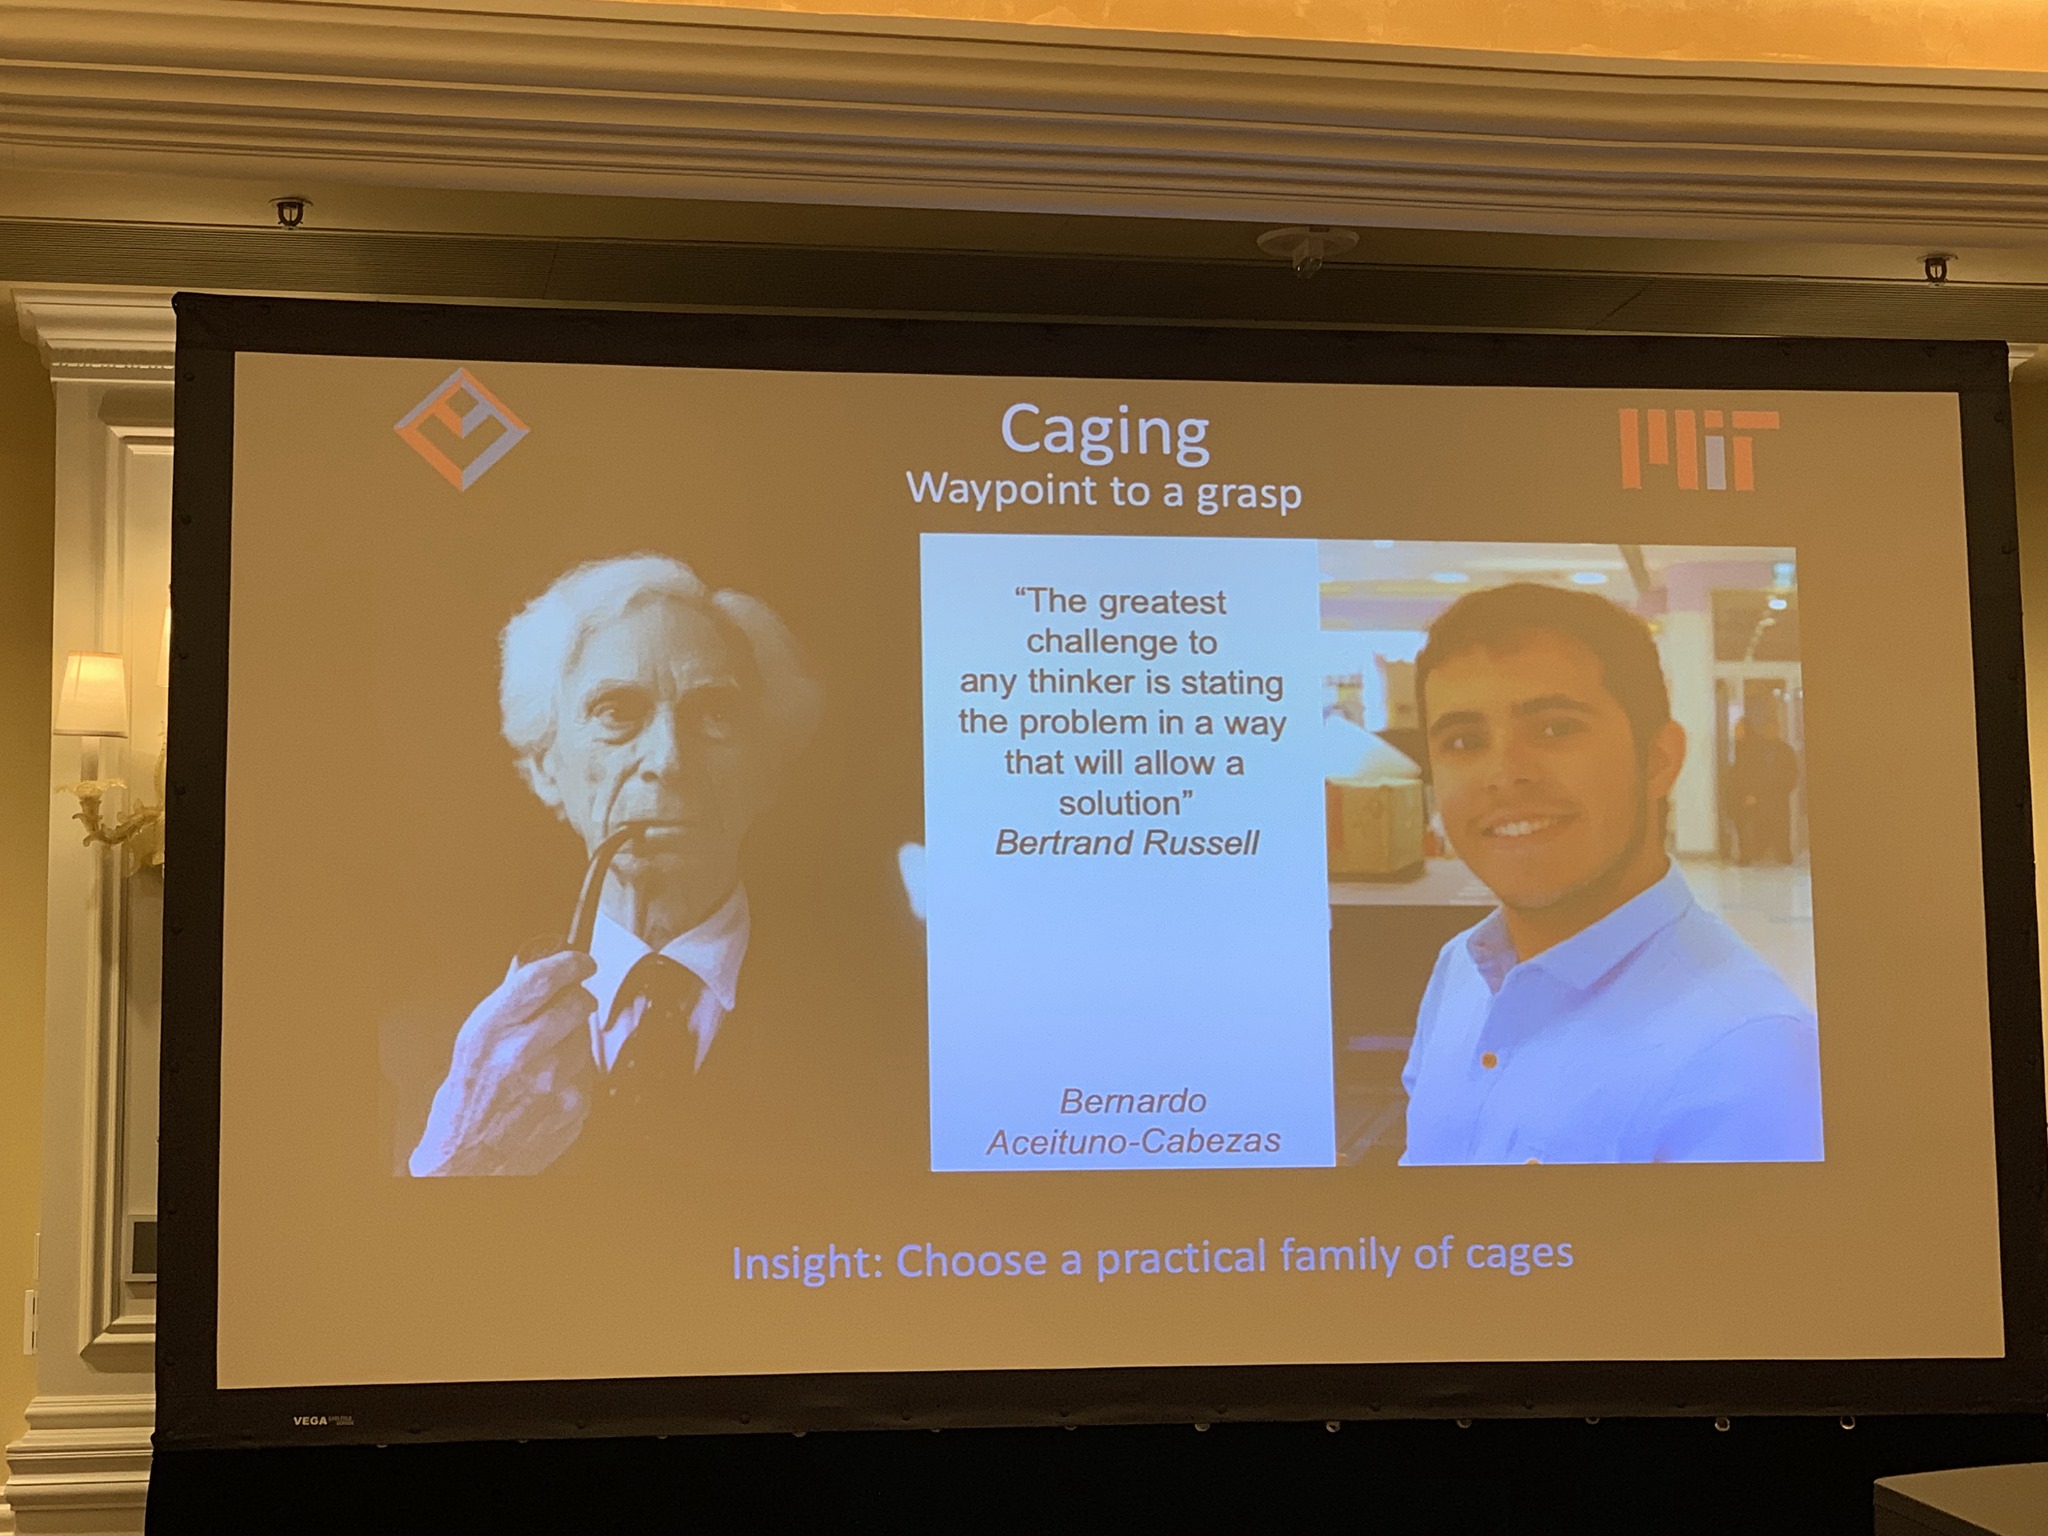 Caging
MiT
Waypoint to a grasp
“The greatest
challenge to
any thinker is stating
the problem in a way
that will allow a
solution”
Bertrand Russell
Bernardo
Aceituno-Cabezas
Insight: Choose a practical family of cages
VEGA